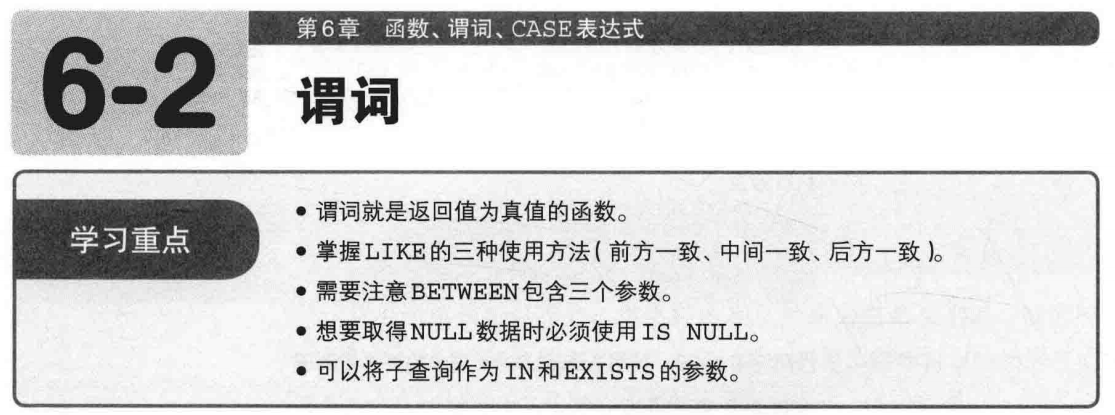 第6章 函数、谓词、CASE表达式
6-2
谓词
学习重点
• 谓词就是返回值为真值的函数。
• 掌握LIKE的三种使用方法(前方一致、中间一致、后方一致)。
• 需要注意BETWEEN包含三个参数。
• 想要取得NULL数据时必须使用IS NULL。
• 可以将子查询作为IN和EXISTS的参数。